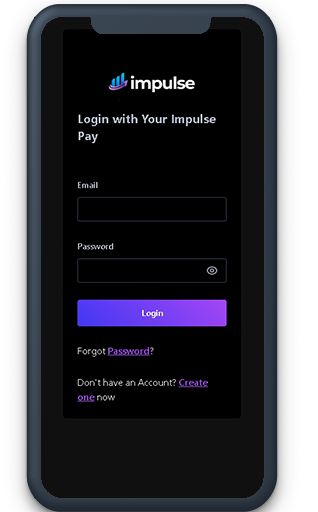 impulse
Login with Your Impulse
Pay
Email
Password
Login
Forgot Password?
Don't have an Account? Create
one now